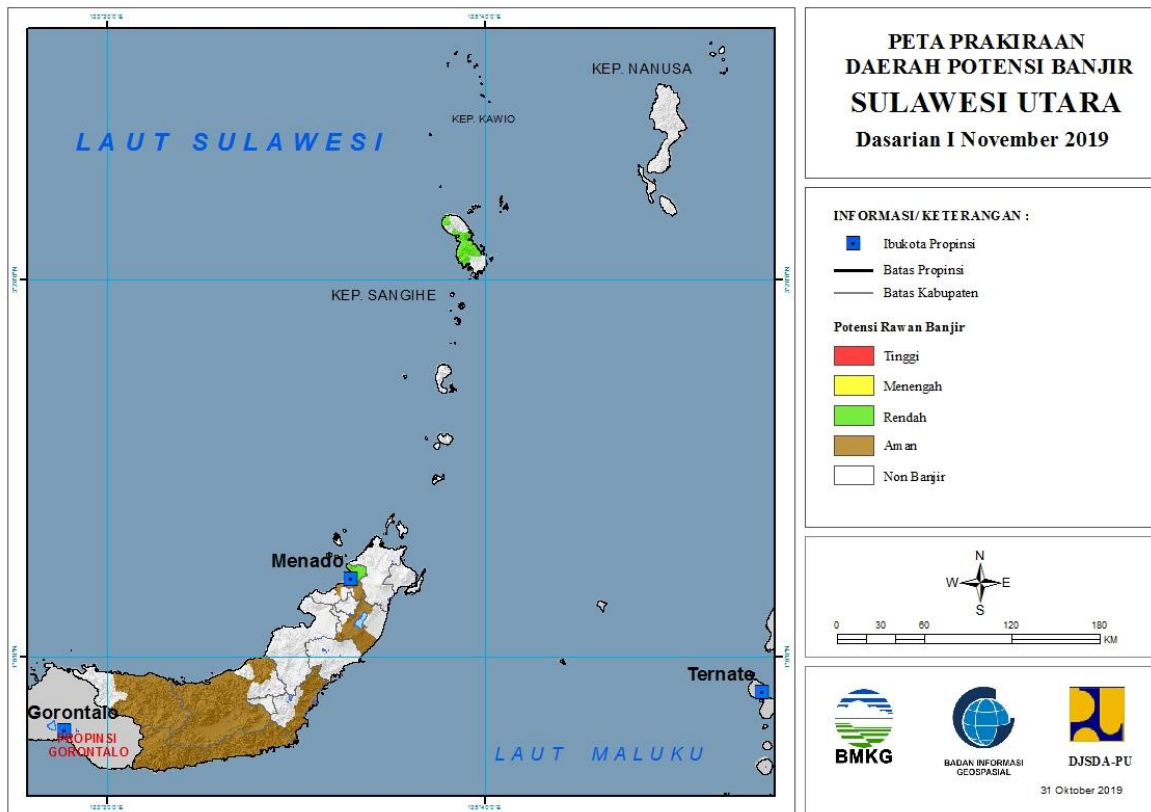 PETA PRAKIRAAN
DAERAH POTENSI BANJIR
SULAWESI UTARA
Dasarian I November 2019
INFORMASI/ KETERANGAN :
Ibukota Propinsi
Batas Propinsi
Batas Kabupaten
Potensi Rawan Banjir
Tinggi
Menengah
Rendah
Aman
Non Banjir
N
W E
S
0 30 60 120 180
KM
BMKG
BADAN INFORMASI
GEOSPASIAL
DJSDA-PU
31 Oktober 2019
KEP. NANUSA
KEP. KAWIO
LAUT SULAWESI
KEP. SANGIHE
Menado
Ternate
Gorontalo
PROPINSI
GORONTALO
LAUT MALUKU